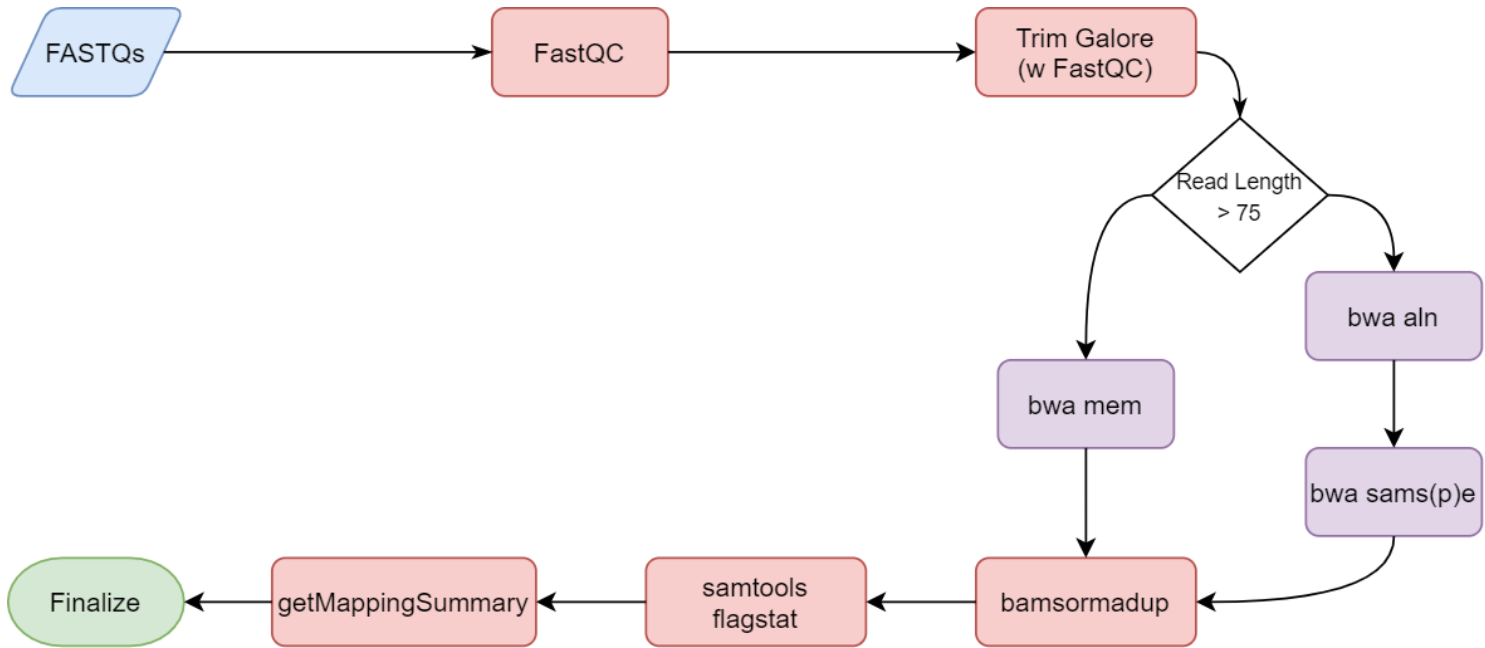 FASTQs
FastQC
Trim Galore
(w FastQC)
Read Length
> 75
bwa aln
bwa mem
bwa sams(p)e
Finalize
getMappingSummary
samtools
flagstat
bamsormadup